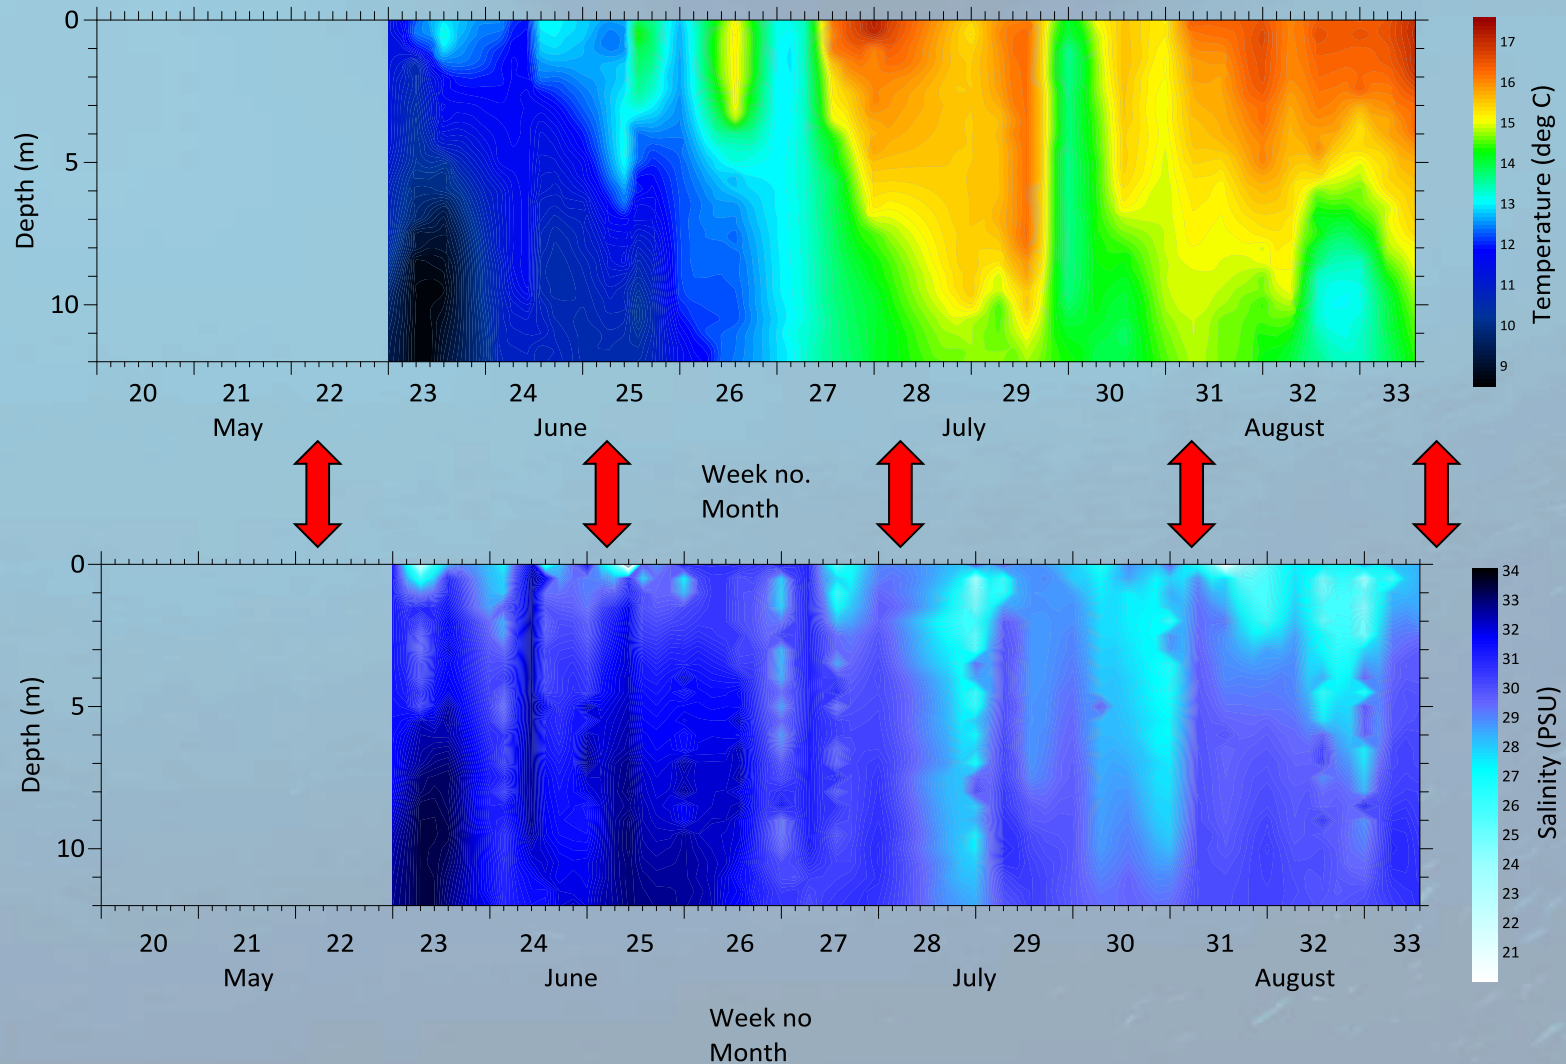 0
5
10
Depth (m)
20 21 22 23 24 25 26 27 28 29 30 31 32 33
May June July August
Week no.
Month
17
16
15
14
13
12
11
10
9
Temperature (deg C)
0
5
10
Depth (m)
20 21 22 23 24 25 26 27 28 29 30 31 32 33
May June July August
Week no
Month
34
33
32
31
30
29
28
27
26
25
24
23
22
21
Salinity (PSU)